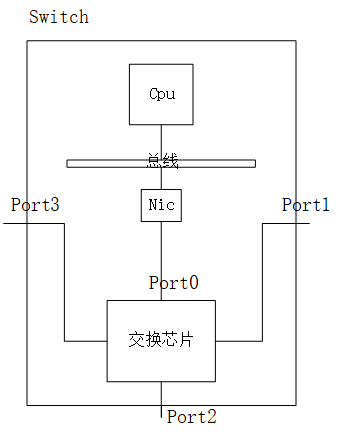 Switch
Cpu
总线
Nic
Port3
Port1
Port0
交换芯片
Port2